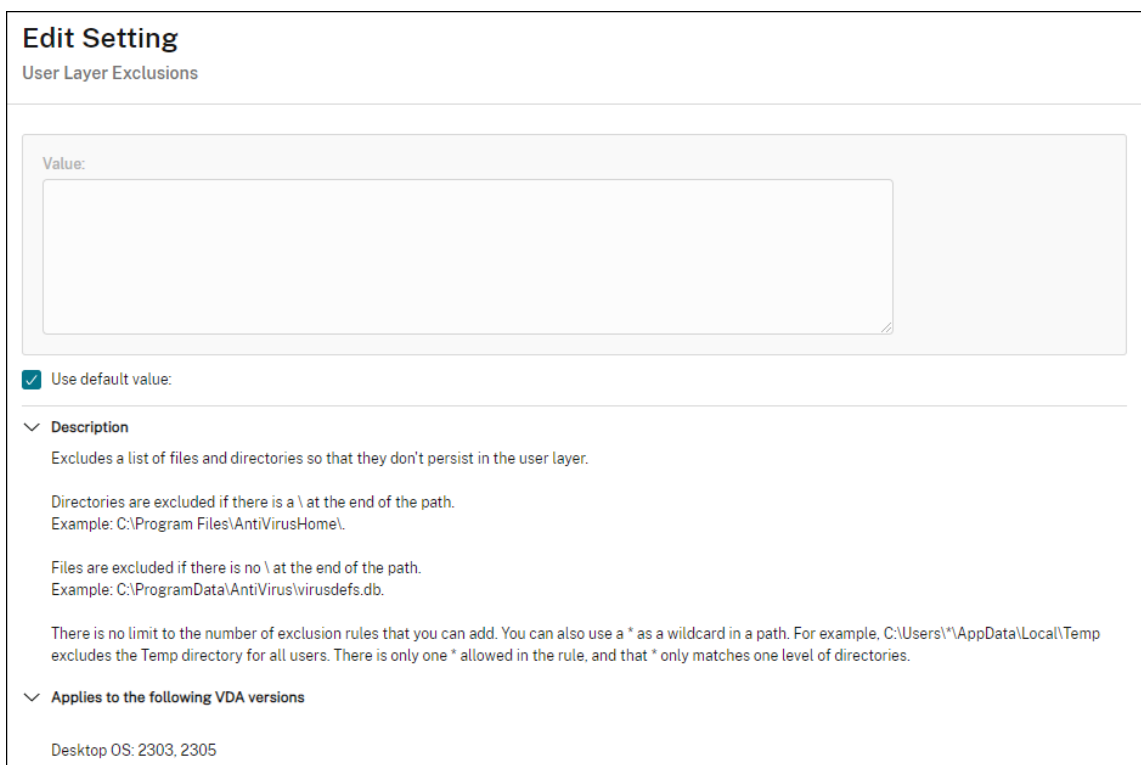 Edit Setting
User Layer Exclusions
Value:
Use default value:
Description
Excludes a list of files and directories so that they don't persist in the user layer.
Directories are excluded if there is a \ at the end of the path.
Example: C:\Program Files\AntiVirusHome\.
Files are excluded if there is no \ at the end of the path.
Example: C:\ProgramData\AntiVirus\virusdefs.db.
There is no limit to the number of exclusion rules that you can add. You can also use a * as a wildcard in a path. For example, C:\Users\*\AppData\Local\Temp
excludes the Temp directory for all users. There is only one * allowed in the rule, and that * only matches one level of directories.
Applies to the following VDA versions
Desktop OS: 2303, 2305